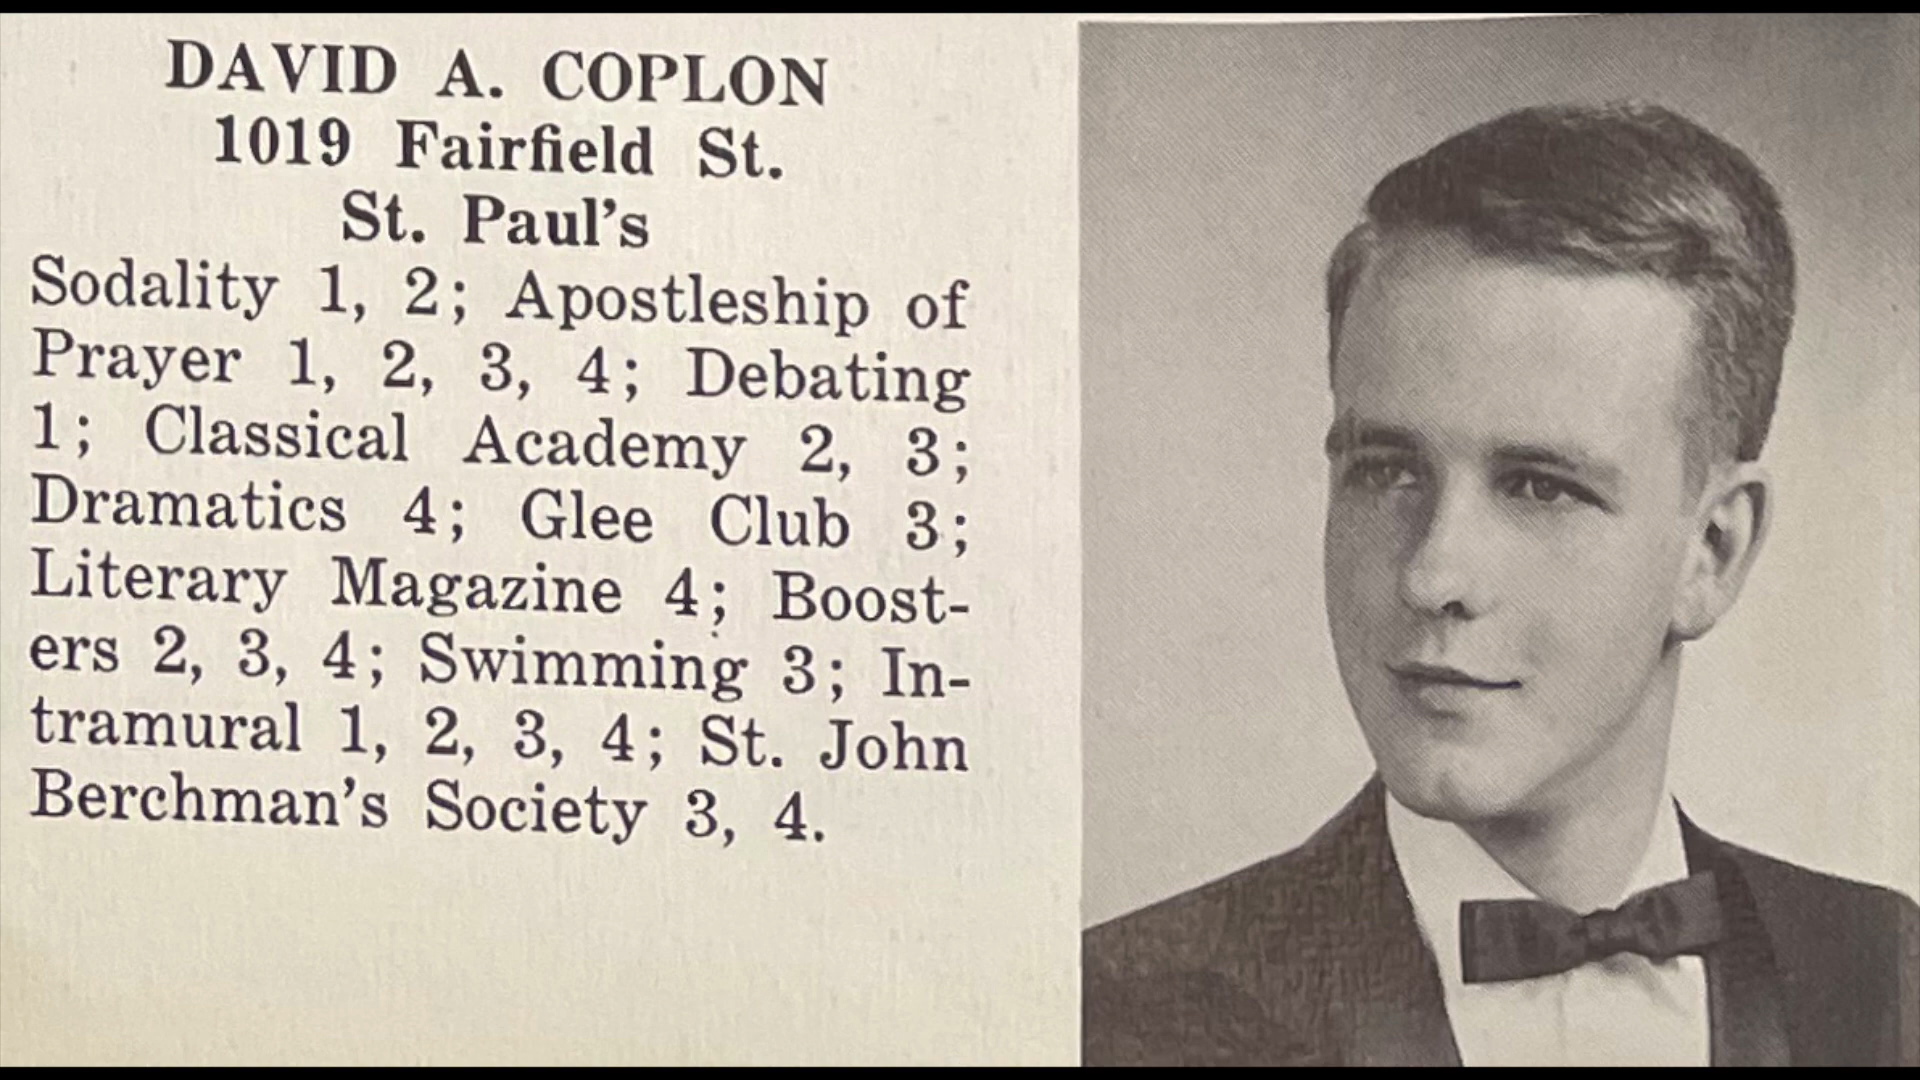 DAVID A. COPLON
1019 Fairfield St.
St. Paul's
Sodality 1, 2; Apostleship of
Prayer 1, 2, 3, 4; Debating
1; Classical Academy 2, 3;
Dramatics 4; Glee Club 3;
Literary Magazine 4; Boost-
ers 2, 3, 4; Swimming 3; In-
tramural 1, 2, 3, 4; St. John
Berchman's Society 3, 4.